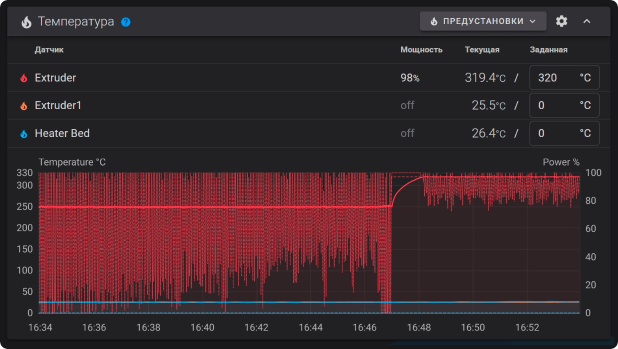 Температура ? ПРЕДУСТАНОВКИ
Датчик Мощность Текущая Заданная
Extruder 98% 319.4°C / 320 °C
Extruder1 off 25.5°C / 0 °C
Heater Bed off 26.4°C / 0 °C
Temperature °C Power %
330 100
300
250 80
200 60
150
100 40
50 20
0 0
16:34 16:36 16:38 16:40 16:42 16:44 16:46 16:48 16:50 16:52